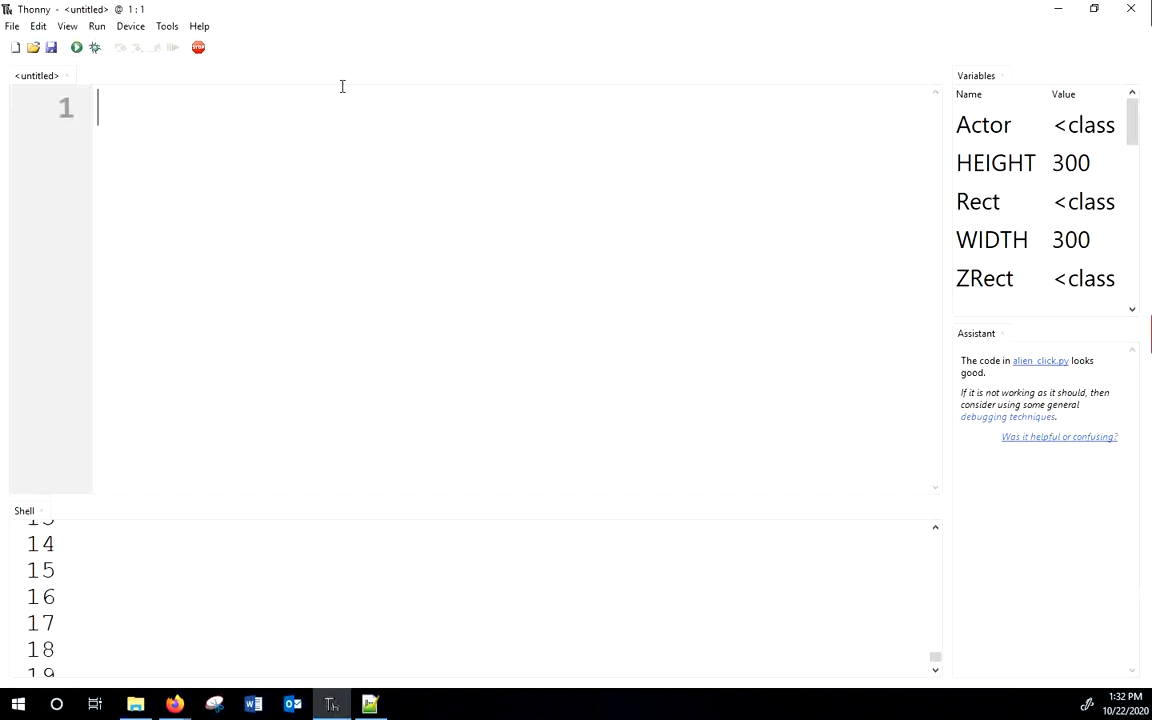 Thonny - <untitled> @ 1:1
File Edit View Run Device Tools Help
STOP
<untitled>
1
Variables
Name Value
Actor <class
HEIGHT 300
Rect <class
WIDTH 300
ZRect <class
Assistant
The code in alien_click.py looks
good.
If it is not working as it should, then
consider using some general
debugging techniques.
Was it helpful or confusing?
Shell
13
14
15
16
17
18
19
1:32 PM
10/22/2020